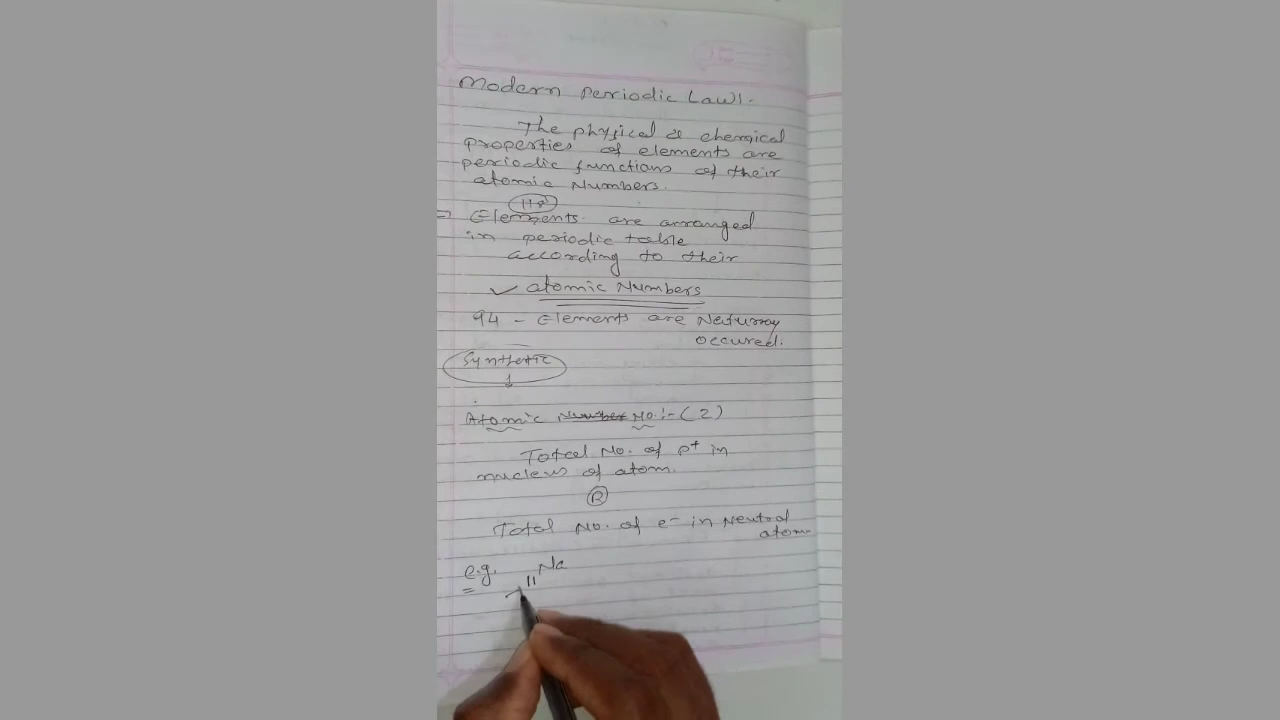 Modern Periodic Law:-
The physical & chemical
properties of elements are
periodic functions of their
atomic Numbers.
118
⇒ Elements are arranged
in periodic table
according to their
✓ atomic Numbers
94 - Elements are
occured.
Synthetic
↓
Atomic Number No:- (Z)
Total No. of p+ in
nucleus of atom.
Total No. of e- in Neutral
atom
e.g. 11Na